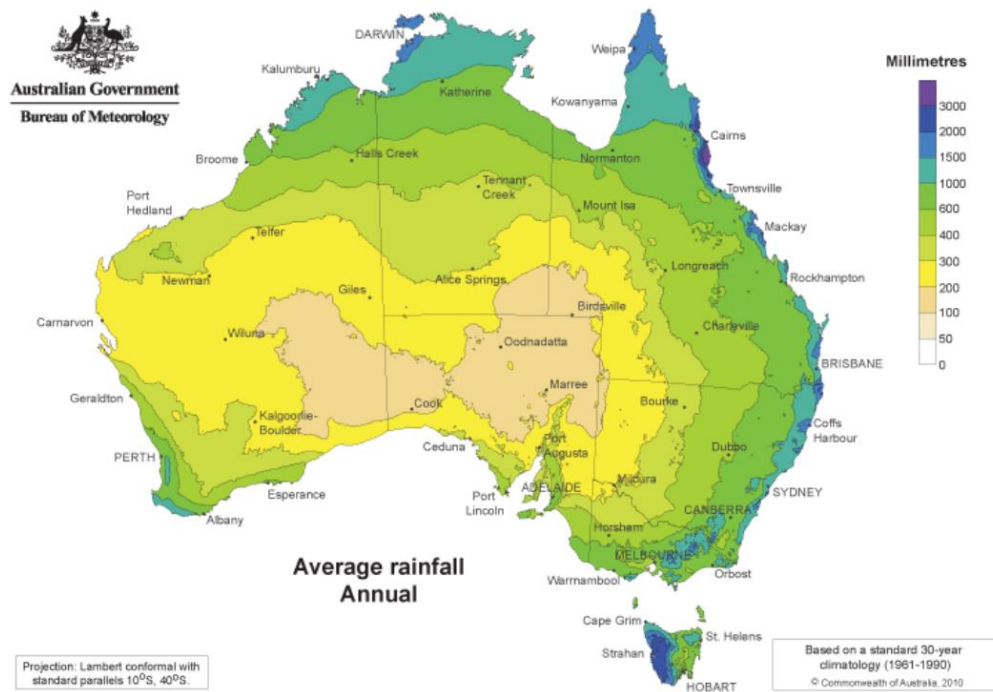 Australian Government
Bureau of Meteorology
DARWIN
Weipa
Kalumburu
Katherine
Kowanyama
Millimetres
3000
2000
1500
1000
600
400
300
200
100
50
0
Cairns
Broome
Halls Creek
Normanton
Port
Hedland
Tennant
Creek
Townsville
Mount Isa
Mackay
Telfer
Newman
Alice Springs
Longreach
Rockhampton
Giles
Birdsville
Carnarvon
Wiluna
Oodnadatta
Charleville
BRISBANE
Geraldton
Marree
Bourke
Kalgoorlie-
Boulder
Cook
Coffs
Harbour
PERTH
Ceduna
Port
Augusta
Dubbo
Esperance
Port
Lincoln
ADELAIDE
Mildura
SYDNEY
Albany
CANBERRA
Horsham
MELBOURNE
Average rainfall
Annual
Warrnambool
Orbost
Cape Grim
St. Helens
Strahan
HOBART
Projection: Lambert conformal with
standard parallels 10°S, 40°S.
Based on a standard 30-year
climatology (1961-1990)
© Commonwealth of Australia, 2010